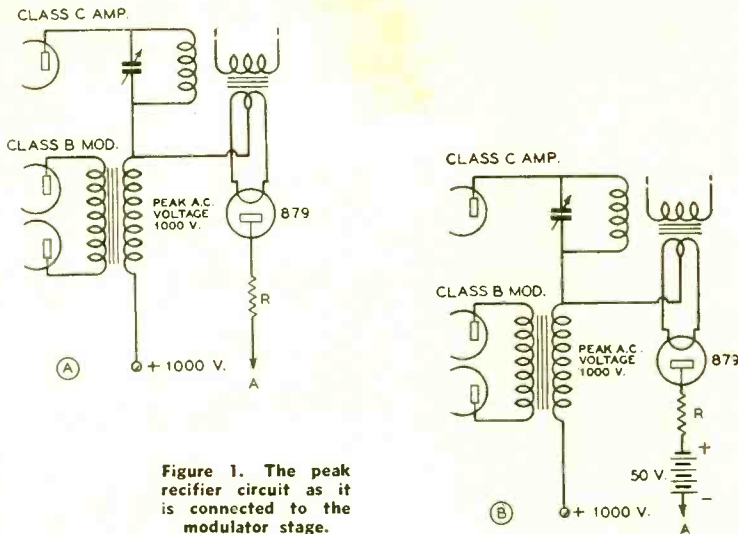 CLASS C AMP.
CLASS B MOD.
PEAK A.C.
VOLTAGE
1000 V.
879
R
A
+ 1000 V.
A
Figure 1. The peak
recifier circuit as it
is connected to the
modulator stage.
CLASS C AMP.
CLASS B MOD.
PEAK A.C.
VOLTAGE
1000 V.
879
R
+
50 V.
−
B
+ 1000 V.
A